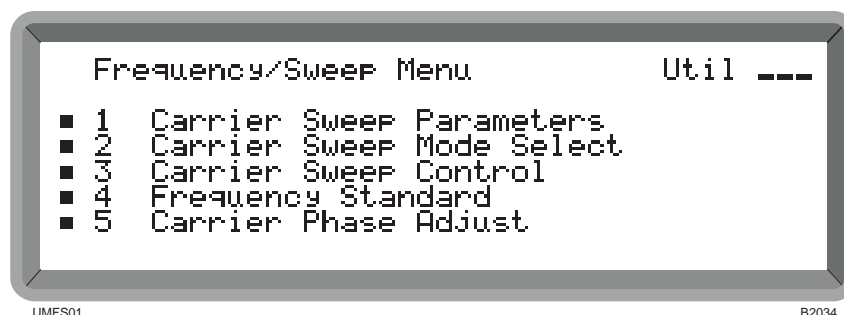 Frequency/Sweep Menu Util ___
■ 1 Carrier Sweep Parameters
■ 2 Carrier Sweep Mode Select
■ 3 Carrier Sweep Control
■ 4 Frequency Standard
■ 5 Carrier Phase Adjust
UMFS01 B2034